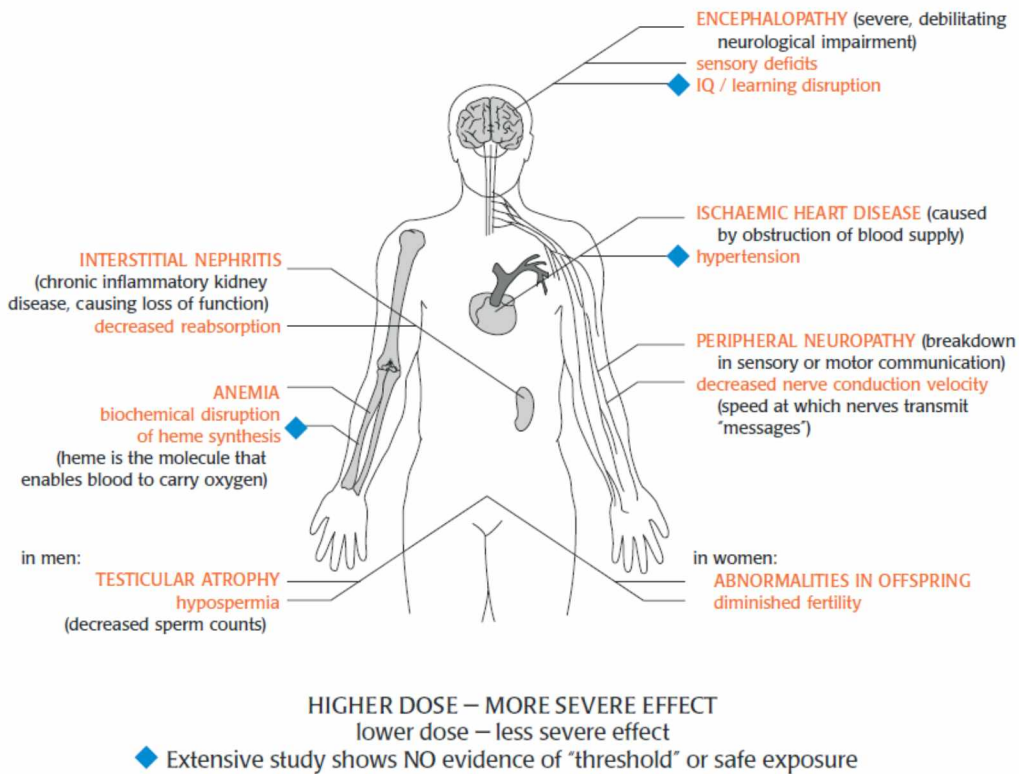 ENCEPHALOPATHY (severe, debilitating
neurological impairment)
sensory deficits
IQ / learning disruption
ISCHAEMIC HEART DISEASE (caused
by obstruction of blood supply)
hypertension
INTERSTITIAL NEPHRITIS
(chronic inflammatory kidney
disease, causing loss of function)
decreased reabsorption
PERIPHERAL NEUROPATHY (breakdown
in sensory or motor communication)
decreased nerve conduction velocity
(speed at which nerves transmit
"messages")
ANEMIA
biochemical disruption
of heme synthesis
(heme is the molecule that
enables blood to carry oxygen)
in men:
TESTICULAR ATROPHY
hypospermia
(decreased sperm counts)
in women:
ABNORMALITIES IN OFFSPRING
diminished fertility
HIGHER DOSE – MORE SEVERE EFFECT
lower dose – less severe effect
Extensive study shows NO evidence of "threshold" or safe exposure